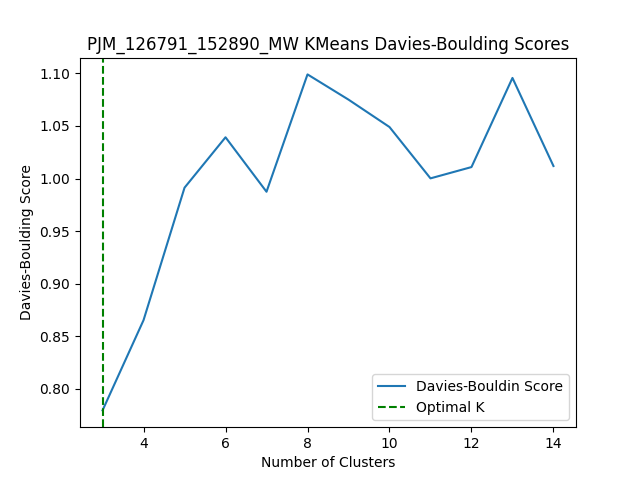 PJM_126791_152890_MW KMeans Davies-Boulding Scores
1.10
1.05
1.00
0.95
0.90
0.85
0.80
Davies-Boulding Score
Davies-Bouldin Score
Optimal K
4
6
8
10
12
14
Number of Clusters